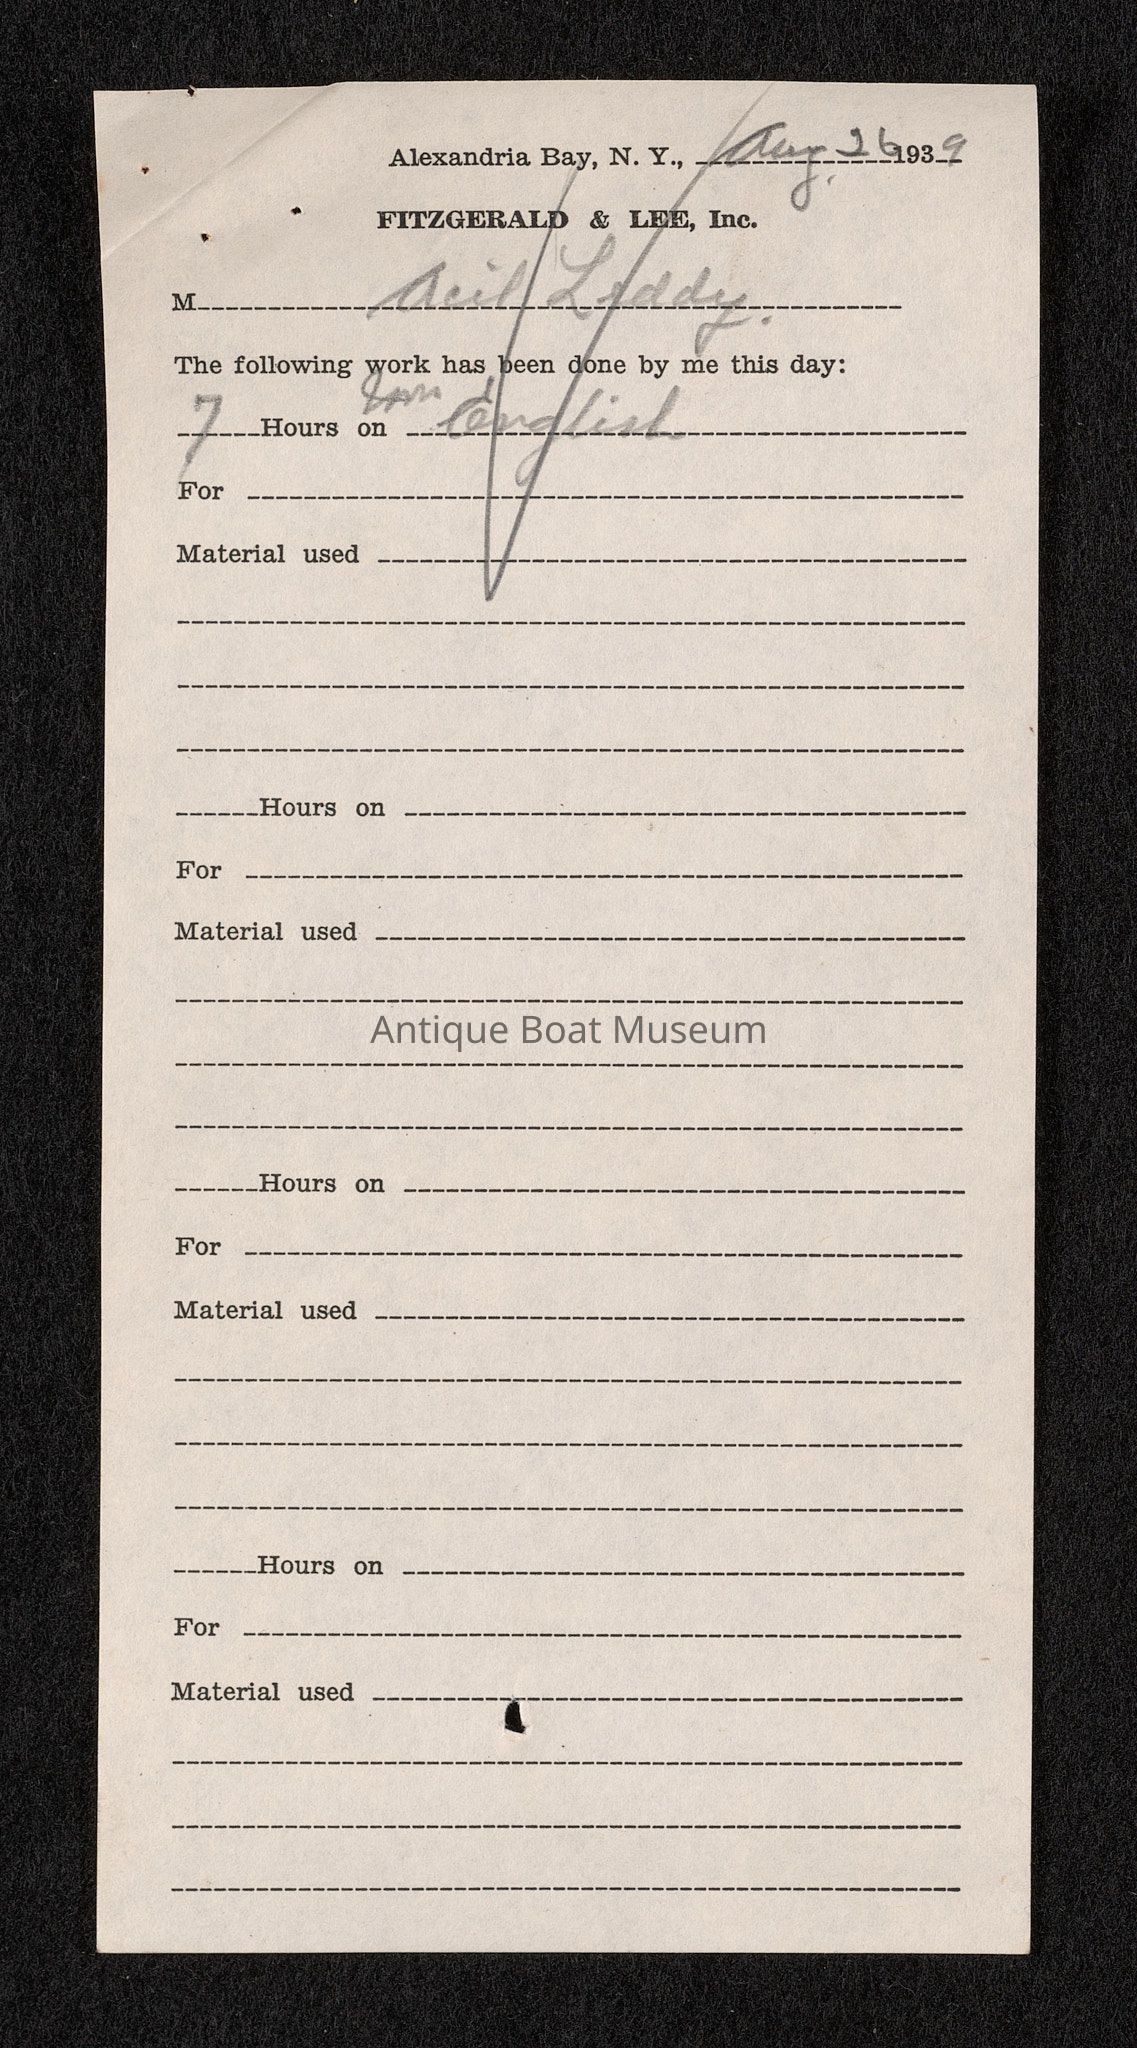 Alexandria Bay, N. Y., Aug. 26 1939
FITZGERALD & LEE, Inc.
M Leddy.
The following work has been done by me this day:
7 Hours on English
For
Material used
Hours on
For
Material used
Antique Boat Museum
Hours on
For
Material used
Hours on
For
Material used